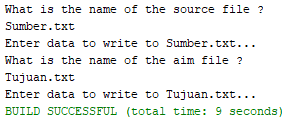 What is the name of the source file ?
Sumber.txt
Enter data to write to Sumber.txt...
What is the name of the aim file ?
Tujuan.txt
Enter data to write to Tujuan.txt...
BUILD SUCCESSFUL (total time: 9 seconds)